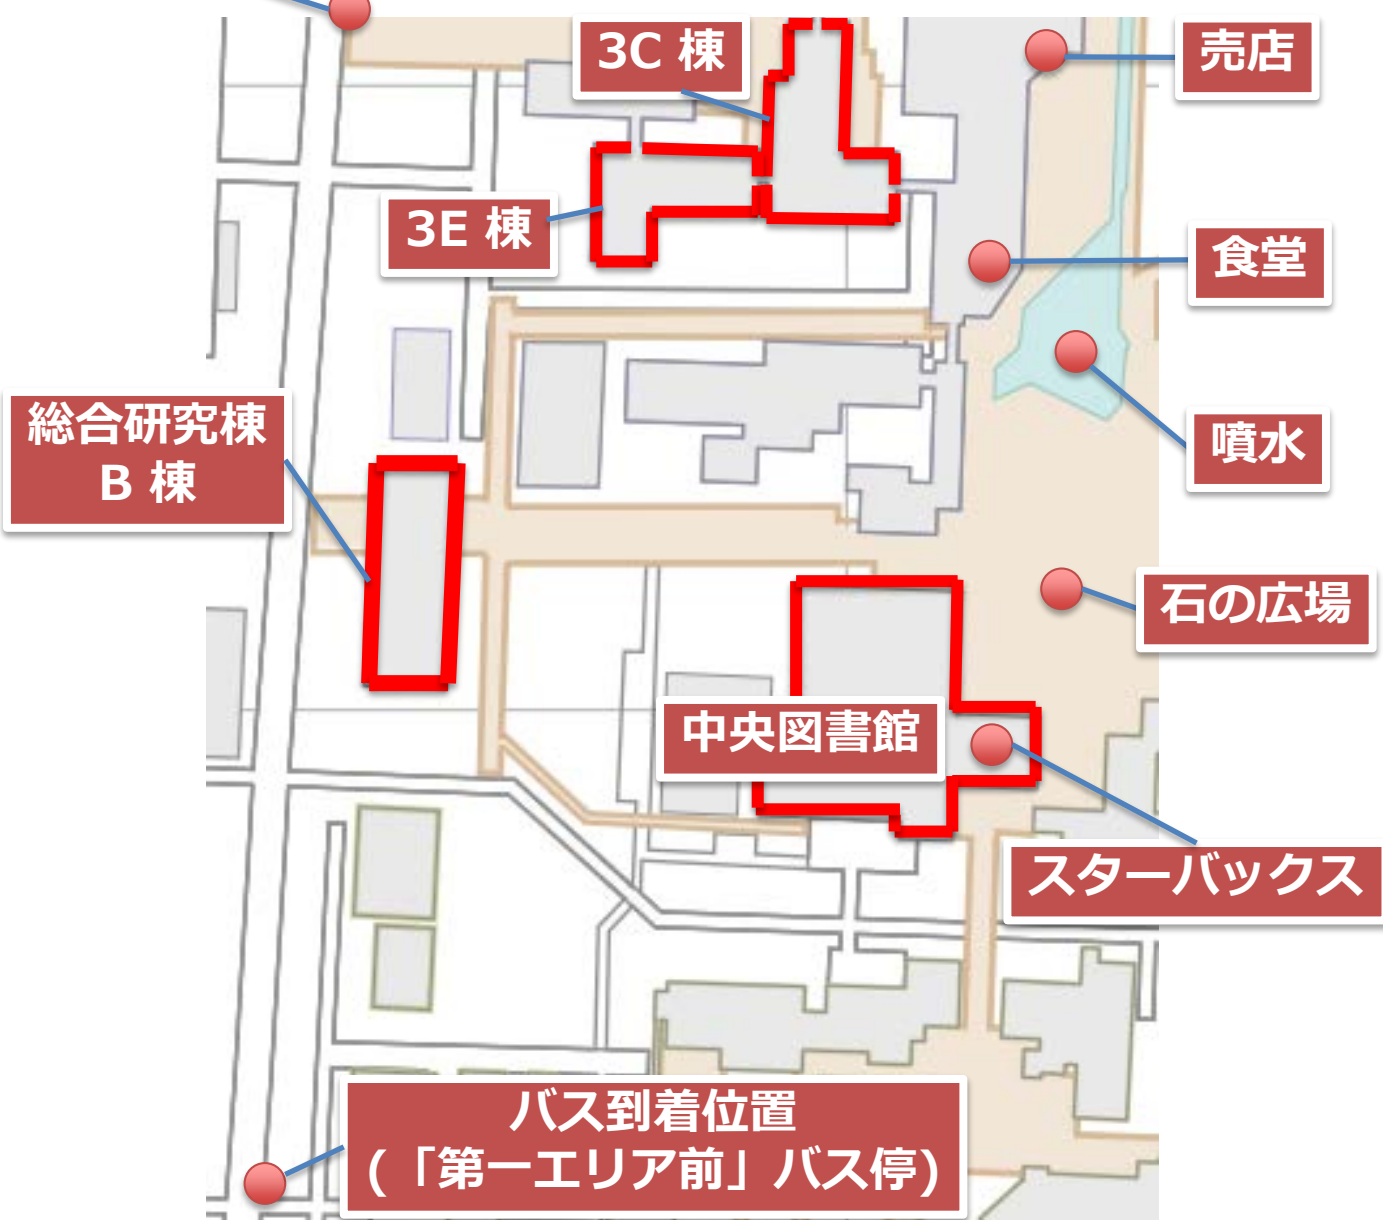 3C 棟
売店
3E 棟
食堂
総合研究棟
B 棟
噴水
石の広場
中央図書館
スターバックス
バス到着位置
(「第一エリア前」バス停)